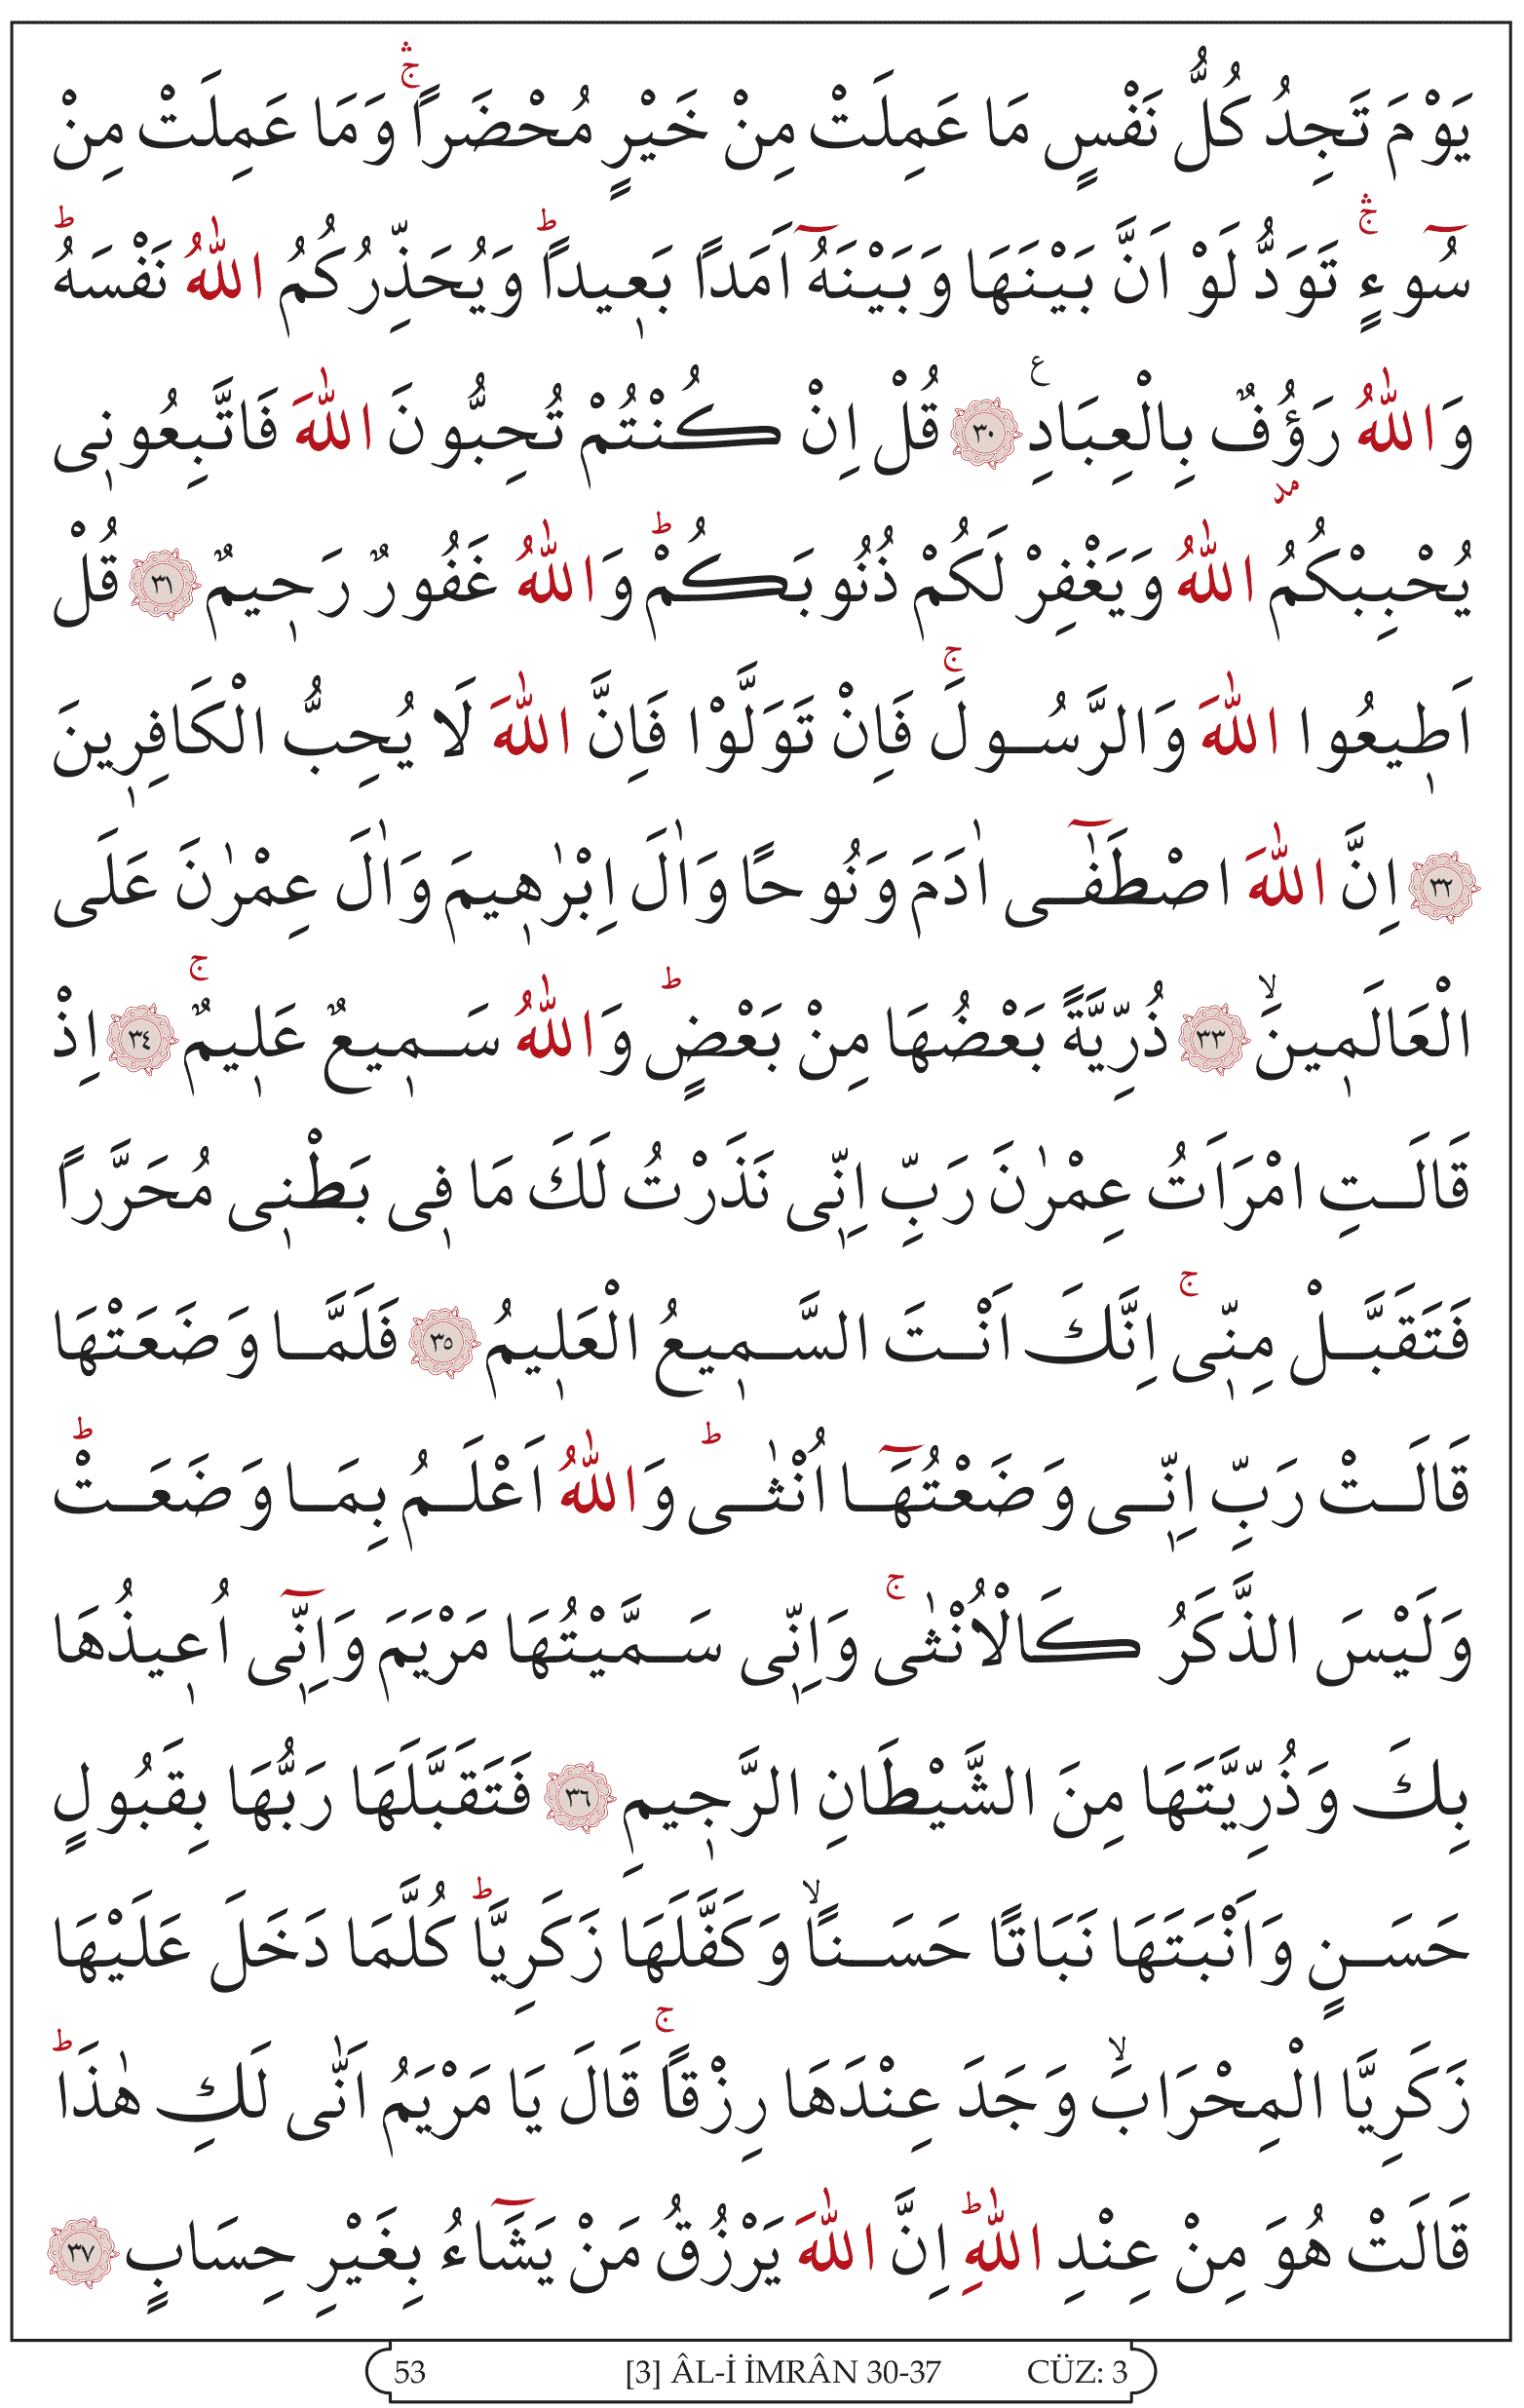 يَوْمَ تَجِدُ كُلُّ نَفْسٍ مَا عَمِلَتْ مِنْ خَيْرٍ مُحْضَرًاۚۛ وَمَا عَمِلَتْ مِنْ
سُٓوءٍۚۛ تَوَدُّ لَوْ اَنَّ بَيْنَهَا وَبَيْنَهُٓ اَمَدًا بَع۪يدًاۜ وَيُحَذِّرُكُمُ اللّٰهُ نَفْسَهُۜ
وَاللّٰهُ رَؤُ۫فٌ بِالْعِبَادِ۟ ﴿٣٠﴾ قُلْ اِنْ كُنْتُمْ تُحِبُّونَ اللّٰهَ فَاتَّبِعُون۪ي
يُحْبِبْكُمُ اللّٰهُ وَيَغْفِرْ لَكُمْ ذُنُوبَكُمْۜ وَاللّٰهُ غَفُورٌ رَح۪يمٌ ﴿٣١﴾ قُلْ
اَط۪يعُوا اللّٰهَ وَالرَّسُولَۚ فَاِنْ تَوَلَّوْا فَاِنَّ اللّٰهَ لَا يُحِبُّ الْكَافِر۪ينَ
﴿٣٢﴾ اِنَّ اللّٰهَ اصْطَفٰٓى اٰدَمَ وَنُوحًا وَاٰلَ اِبْرٰه۪يمَ وَاٰلَ عِمْرٰنَ عَلَى
الْعَالَم۪ينَۙ ﴿٣٣﴾ ذُرِّيَّةً بَعْضُهَا مِنْ بَعْضٍۜ وَاللّٰهُ سَم۪يعٌ عَل۪يمٌۚ ﴿٣٤﴾ اِذْ
قَالَتِ امْرَاَتُ عِمْرٰنَ رَبِّ اِنّ۪ي نَذَرْتُ لَكَ مَا ف۪ي بَطْن۪ي مُحَرَّرًا
فَتَقَبَّلْ مِنّ۪يۚ اِنَّكَ اَنْتَ السَّم۪يعُ الْعَل۪يمُ ﴿٣٥﴾ فَلَمَّا وَضَعَتْهَا
قَالَتْ رَبِّ اِنّ۪ي وَضَعْتُهَٓا اُنْثٰىۜ وَاللّٰهُ اَعْلَمُ بِمَا وَضَعَتْۜ
وَلَيْسَ الذَّكَرُ كَالْاُنْثٰىۚ وَاِنّ۪ي سَمَّيْتُهَا مَرْيَمَ وَاِنّ۪ٓي اُع۪يذُهَا
بِكَ وَذُرِّيَّتَهَا مِنَ الشَّيْطَانِ الرَّج۪يمِ ﴿٣٦﴾ فَتَقَبَّلَهَا رَبُّهَا بِقَبُولٍ
حَسَنٍ وَاَنْبَتَهَا نَبَاتًا حَسَنًاۙ وَكَفَّلَهَا زَكَرِيَّاۜ كُلَّمَا دَخَلَ عَلَيْهَا
زَكَرِيَّا الْمِحْرَابَۙ وَجَدَ عِنْدَهَا رِزْقًاۚ قَالَ يَا مَرْيَمُ اَنّٰى لَكِ هٰذَاۜ
قَالَتْ هُوَ مِنْ عِنْدِ اللّٰهِۜ اِنَّ اللّٰهَ يَرْزُقُ مَنْ يَشَٓاءُ بِغَيْرِ حِسَابٍ ﴿٣٧﴾
53 [3] ÂL-İ İMRÂN 30-37 CÜZ: 3